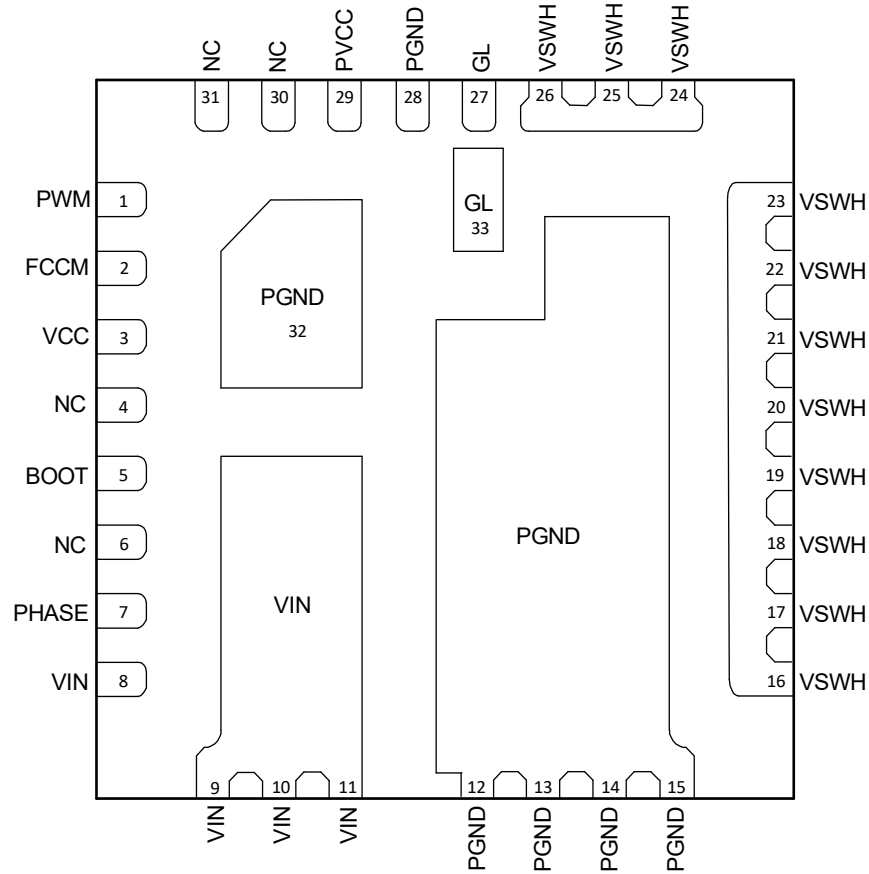 NC
NC
PVCC
PGND
GL
VSWH
VSWH
VSWH
31
30
29
28
27
26
25
24
PWM 1
GL
33
23 VSWH
FCCM 2
22 VSWH
PGND
32
VCC 3
21 VSWH
NC 4
20 VSWH
BOOT 5
19 VSWH
PGND
NC 6
18 VSWH
VIN
PHASE 7
17 VSWH
VIN 8
16 VSWH
9
10
11
12
13
14
15
VIN
VIN
VIN
PGND
PGND
PGND
PGND